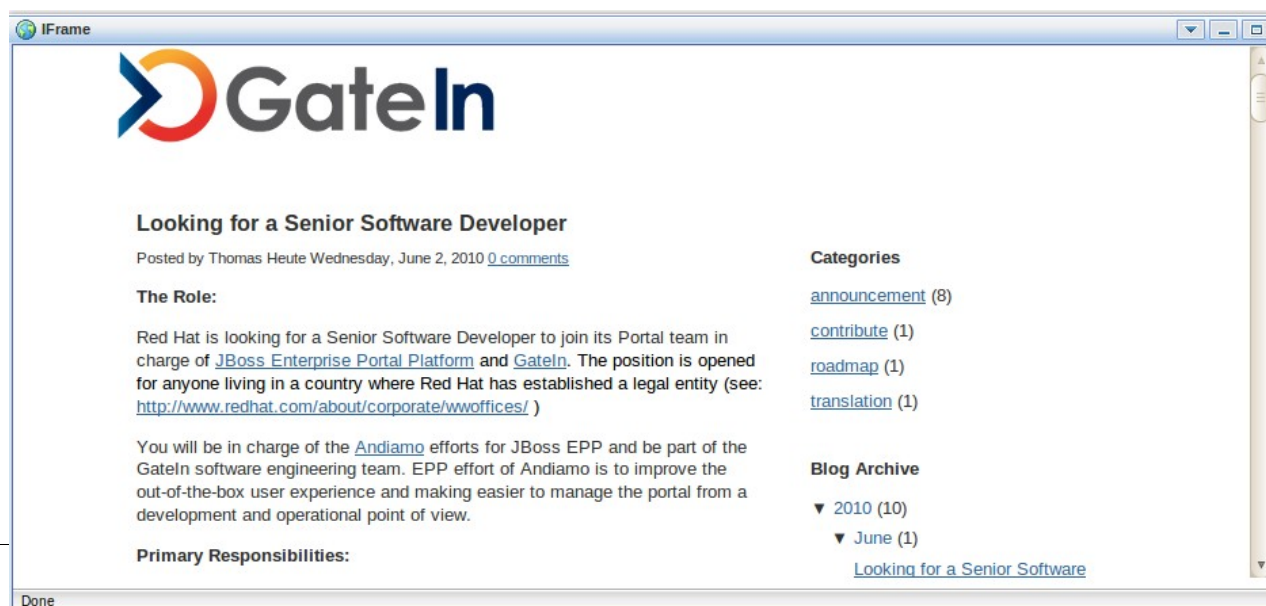 IFrame
GateIn
Looking for a Senior Software Developer
Posted by Thomas Heute Wednesday, June 2, 2010 0 comments
The Role:
Red Hat is looking for a Senior Software Developer to join its Portal team in
charge of JBoss Enterprise Portal Platform and GateIn. The position is opened
for anyone living in a country where Red Hat has established a legal entity (see:
http://www.redhat.com/about/corporate/wwoffices/ )
You will be in charge of the Andiamo efforts for JBoss EPP and be part of the
GateIn software engineering team. EPP effort of Andiamo is to improve the
out-of-the-box user experience and making easier to manage the portal from a
development and operational point of view.
Primary Responsibilities:
Categories
announcement (8)
contribute (1)
roadmap (1)
translation (1)
Blog Archive
▼ 2010 (10)
▼ June (1)
Looking for a Senior Software
Done